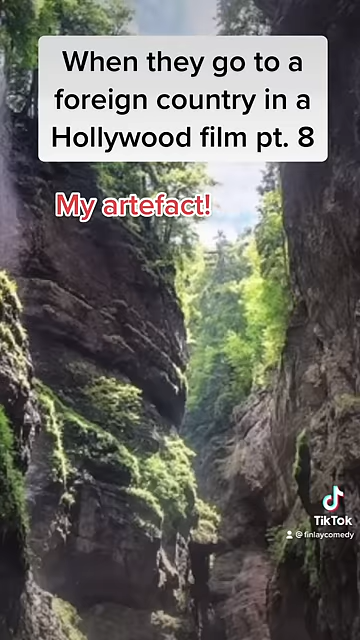 When they go to a
foreign country in a
Hollywood film pt. 8
My artefact!
TikTok
@finlaycomedy